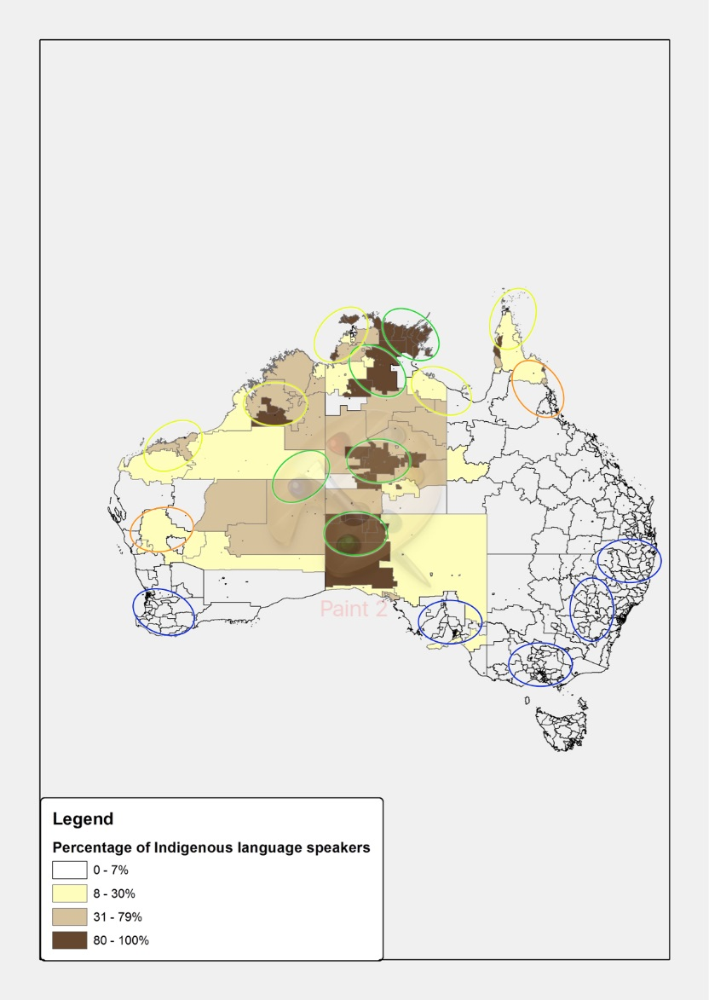 Paint 2
Legend
Percentage of Indigenous language speakers
0 - 7%
8 - 30%
31 - 79%
80 - 100%